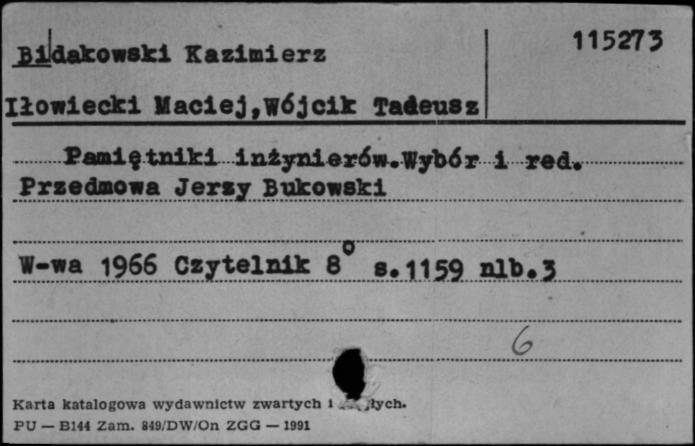 Bidakowski Kazimierz 115273
Iłowiecki Maciej,Wójcik Tadeusz
Pamiętniki inżynierów.Wybór i red.
Przedmowa Jerzy Bukowski
W-wa 1966 Czytelnik 8° s.1159 nlb.3
6
Karta katalogowa wydawnictw zwartych i
PU — B144 Zam. 849/DW/On ZGG — 1991